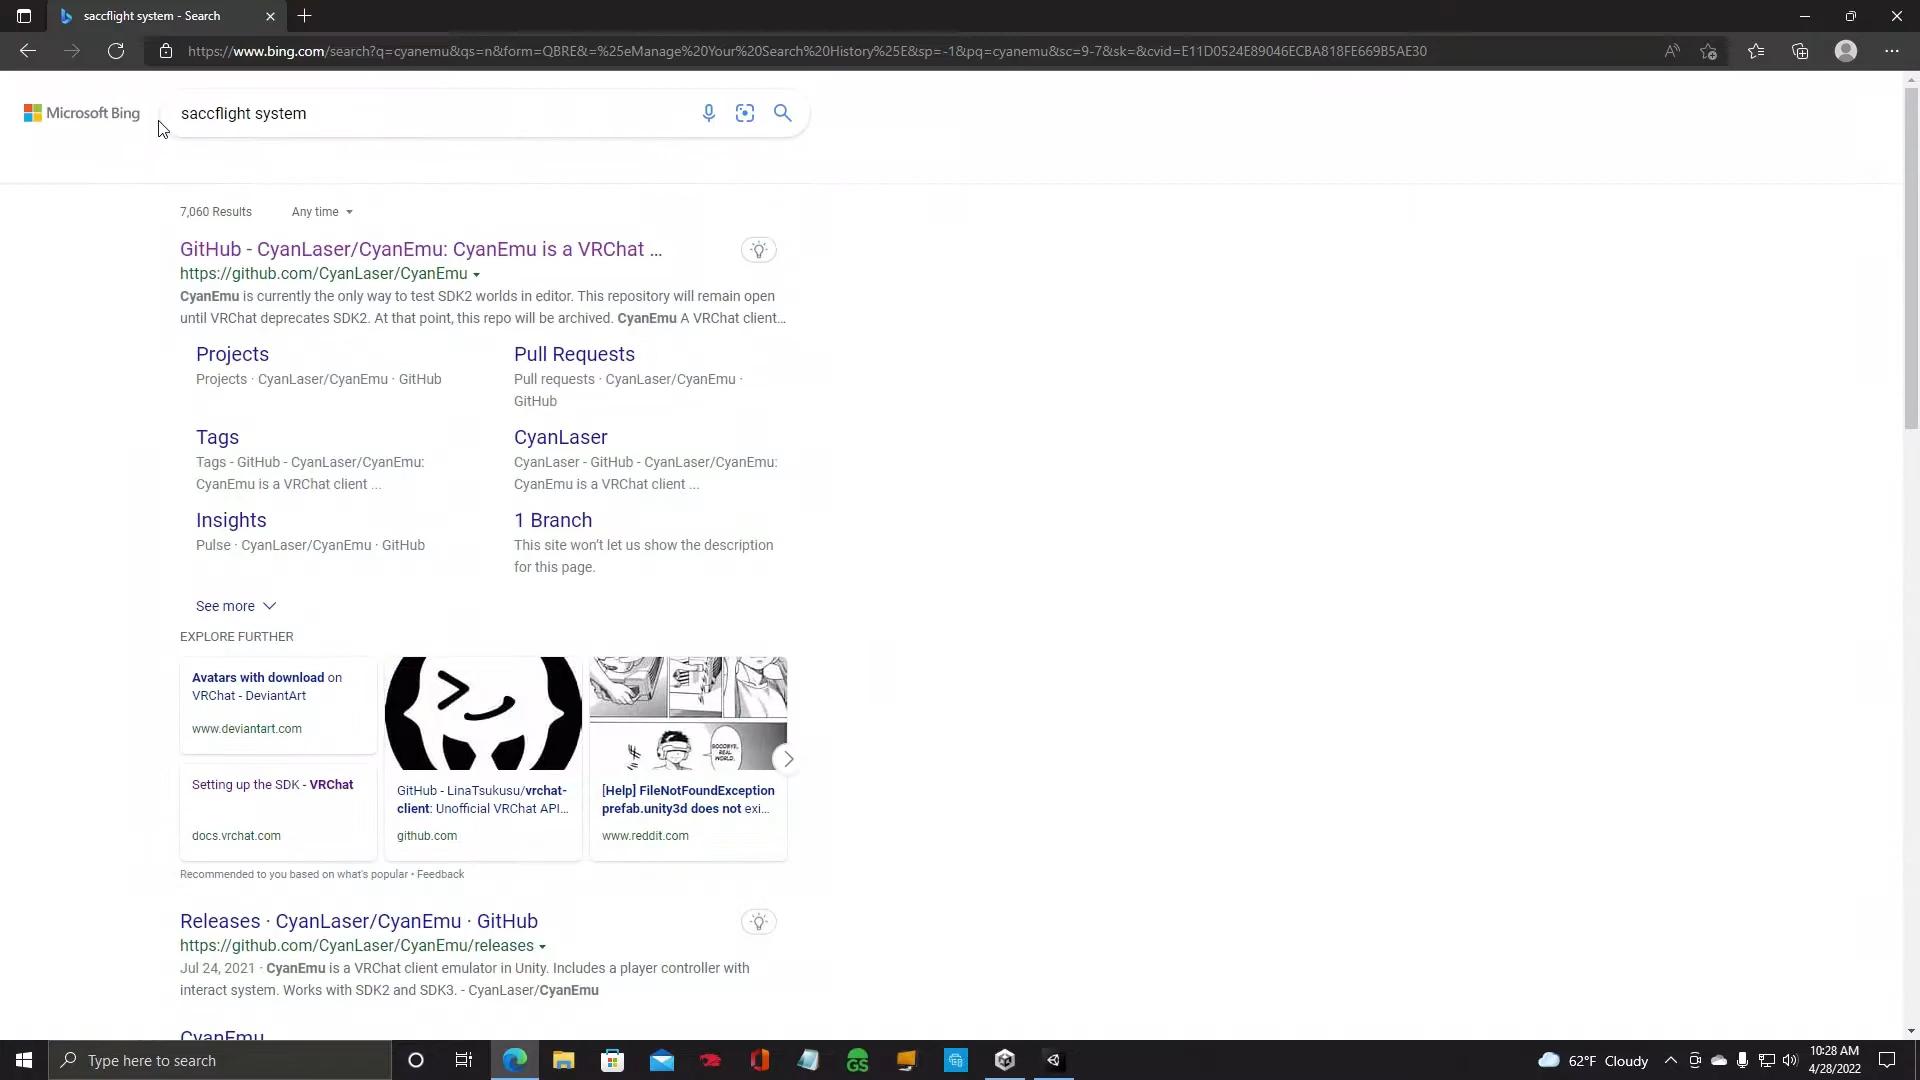 saccflight system - Search
https://www.bing.com/search?q=cyanemu&qs=n&form=QBRE&=%25eManage%20Your%20Search%20History%25E&sp=-1&pq=cyanemu&sc=9-7&sk=&cvid=E11D0524E89046ECBA818FE669B5AE30
Microsoft Bing
saccflight system
7,060 Results Any time
GitHub - CyanLaser/CyanEmu: CyanEmu is a VRChat ...
https://github.com/CyanLaser/CyanEmu
CyanEmu is currently the only way to test SDK2 worlds in editor. This repository will remain open
until VRChat deprecates SDK2. At that point, this repo will be archived. CyanEmu A VRChat client…
Projects
Projects · CyanLaser/CyanEmu · GitHub
Pull Requests
Pull requests · CyanLaser/CyanEmu ·
GitHub
Tags
Tags - GitHub - CyanLaser/CyanEmu:
CyanEmu is a VRChat client ...
CyanLaser
CyanLaser - GitHub - CyanLaser/CyanEmu:
CyanEmu is a VRChat client ...
Insights
Pulse · CyanLaser/CyanEmu · GitHub
1 Branch
This site won't let us show the description
for this page.
See more
EXPLORE FURTHER
Avatars with download on
VRChat - DeviantArt
www.deviantart.com
Setting up the SDK - VRChat
docs.vrchat.com
GitHub - LinaTsukusu/vrchat-
client: Unofficial VRChat API…
github.com
GOODBYE,
REAL
WORLD.
[Help] FileNotFoundException
prefab.unity3d does not exi…
www.reddit.com
Recommended to you based on what's popular • Feedback
Releases · CyanLaser/CyanEmu · GitHub
https://github.com/CyanLaser/CyanEmu/releases
Jul 24, 2021 · CyanEmu is a VRChat client emulator in Unity. Includes a player controller with
interact system. Works with SDK2 and SDK3. - CyanLaser/CyanEmu
CyanEmu
Type here to search
GS
62°F Cloudy
10:28 AM
4/28/2022